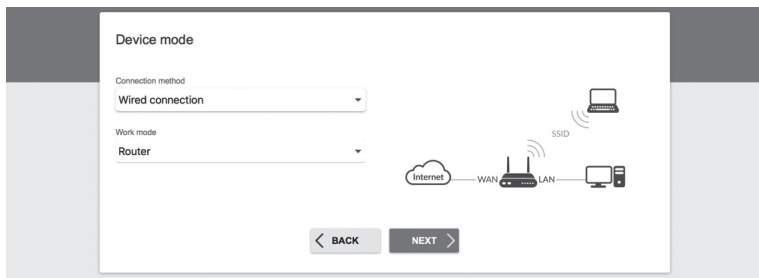 Device mode
Connection method
Wired connection
Work mode
Router
SSID
Internet
WAN
LAN
BACK
NEXT